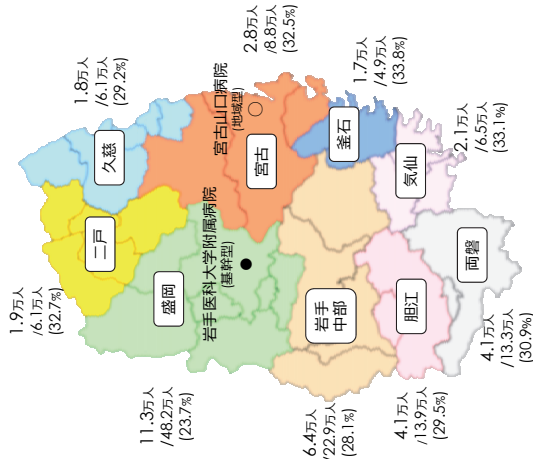 1.8万人
/6.1万人
(29.2%)
久慈
1.9万人
/6.1万人
(32.7%)
二戸
2.8万人
/8.8万人
(32.5%)
宮古山口病院
(地域型)
宮古
岩手医科大学附属病院
(基幹型)
盛岡
11.3万人
/48.2万人
(23.7%)
1.7万人
/4.9万人
(33.8%)
釜石
2.1万人
/6.5万人
(33.1%)
気仙
岩手
中部
6.4万人
/22.9万人
(28.1%)
胆江
4.1万人
/13.9万人
(29.5%)
両磐
4.1万人
/13.3万人
(30.9%)